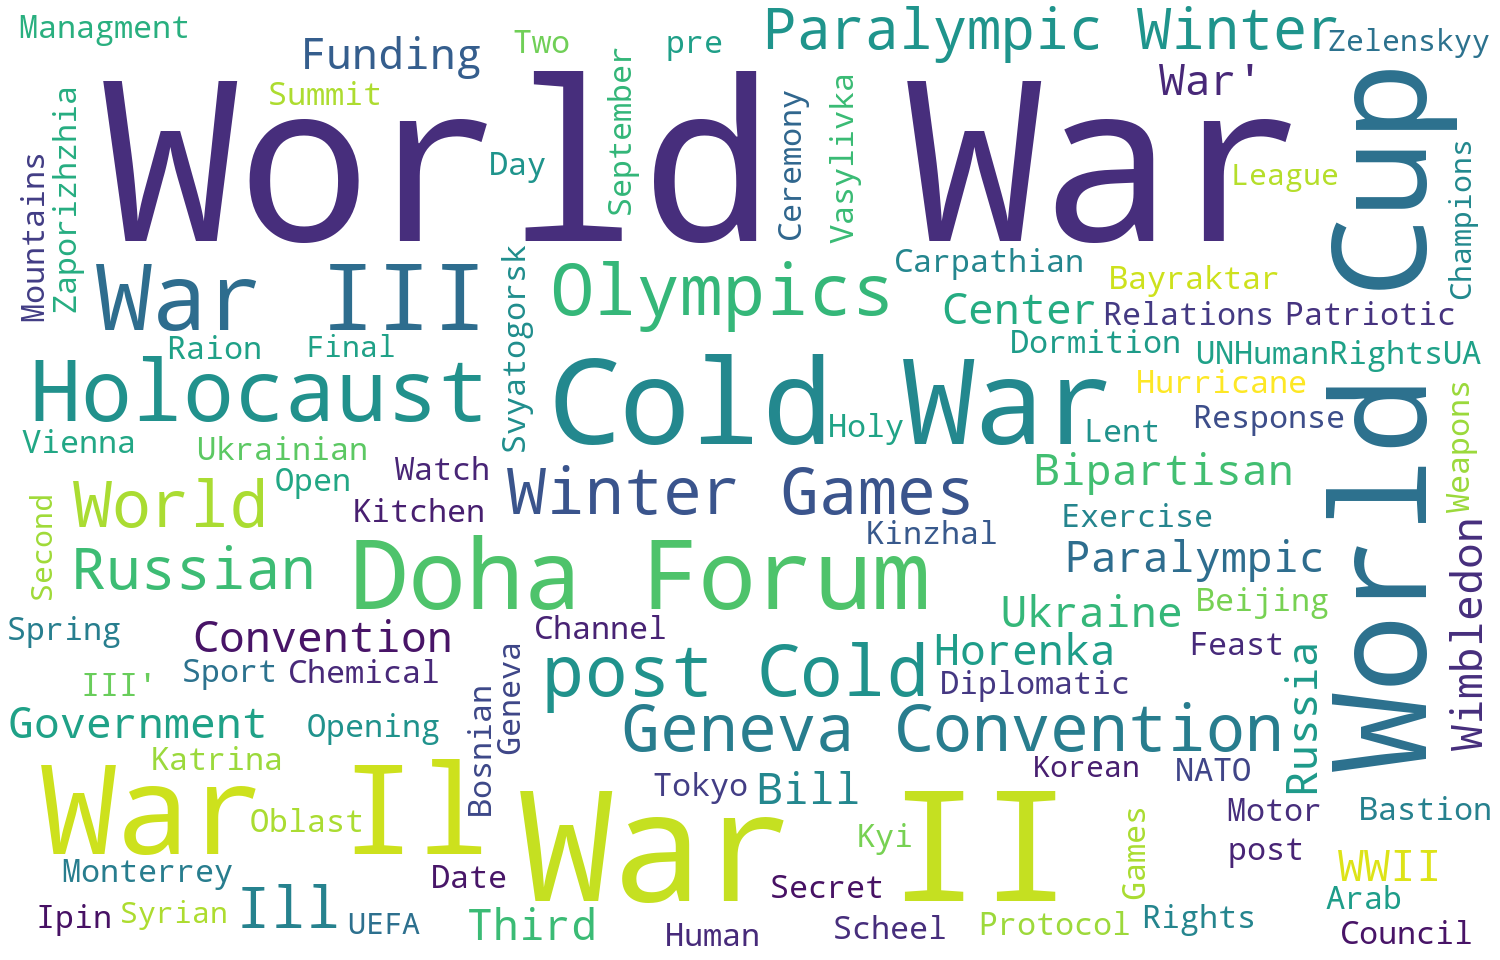 Managment
Funding
Two
pre
Paralympic Winter
Zelenskyy
Summit
War'
World War
September
Ceremony
Vasylivka
Day
League
World Cup
Champions
Mountains
Zaporizhzhia
War III
Svyatogorsk
Olympics
Carpathian
Bayraktar
Center
Relations
Patriotic
Raion
Final
Dormition
UNHumanRightsUA
Holocaust
Cold War
Hurricane
Holy
Lent
Response
Vienna
Ukrainian
Open
Watch
Bipartisan
Weapons
World
Kitchen
Winter Games
Exercise
Second
Kinzhal
Russian
Doha Forum
Paralympic
Wimbledon
Ukraine
Beijing
Spring
Convention
Channel
Horenka
Feast
Sport
Chemical
Geneva
post Cold
Diplomatic
Russia
III'
Government
Opening
Bosnian
Geneva Convention
Katrina
Korean
NATO
War Il
Oblast
Tokyo
Bill
War II
Kyi
Games
Motor
Bastion
post
Monterrey
Date
Secret
WWII
Ipin
Syrian
Ill
UEFA
Third
Human
Scheel
Protocol
Rights
Arab
Council